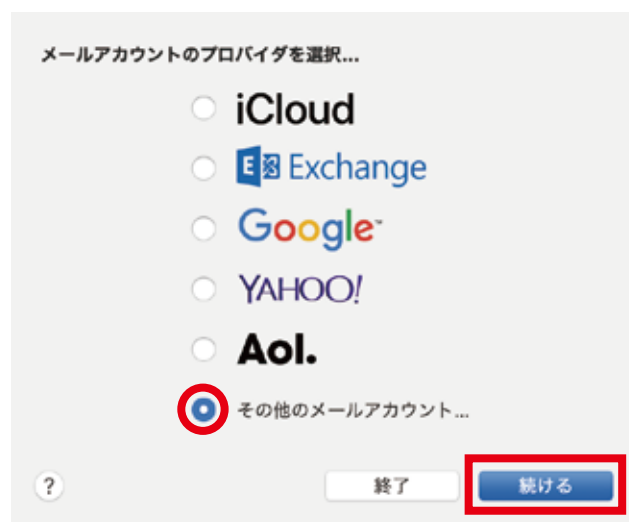 メールアカウントのプロバイダを選択...
iCloud
E Exchange
Google™
YAHOO!
Aol.
その他のメールアカウント...
?
終了
続ける